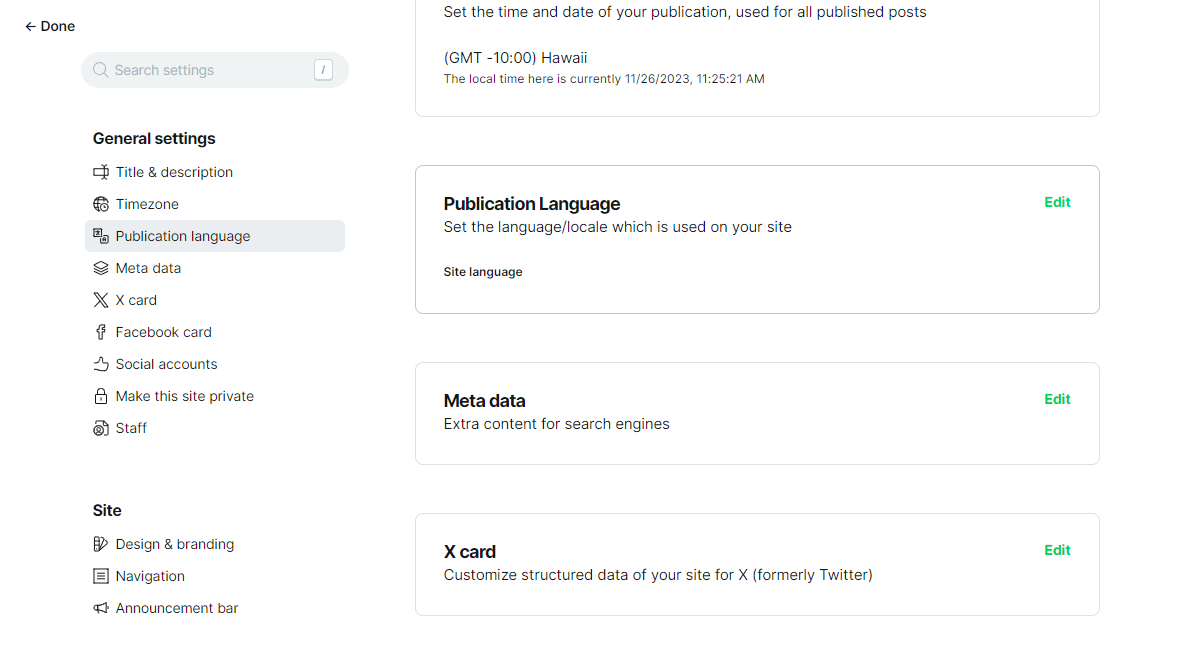 Done
Search settings
/
General settings
Title & description
Timezone
Publication language
Meta data
X card
Facebook card
Social accounts
Make this site private
Staff
Site
Design & branding
Navigation
Announcement bar
Set the time and date of your publication, used for all published posts
(GMT -10:00) Hawaii
The local time here is currently 11/26/2023, 11:25:21 AM
Publication Language
Edit
Set the language/locale which is used on your site
Site language
Meta data
Edit
Extra content for search engines
X card
Edit
Customize structured data of your site for X (formerly Twitter)